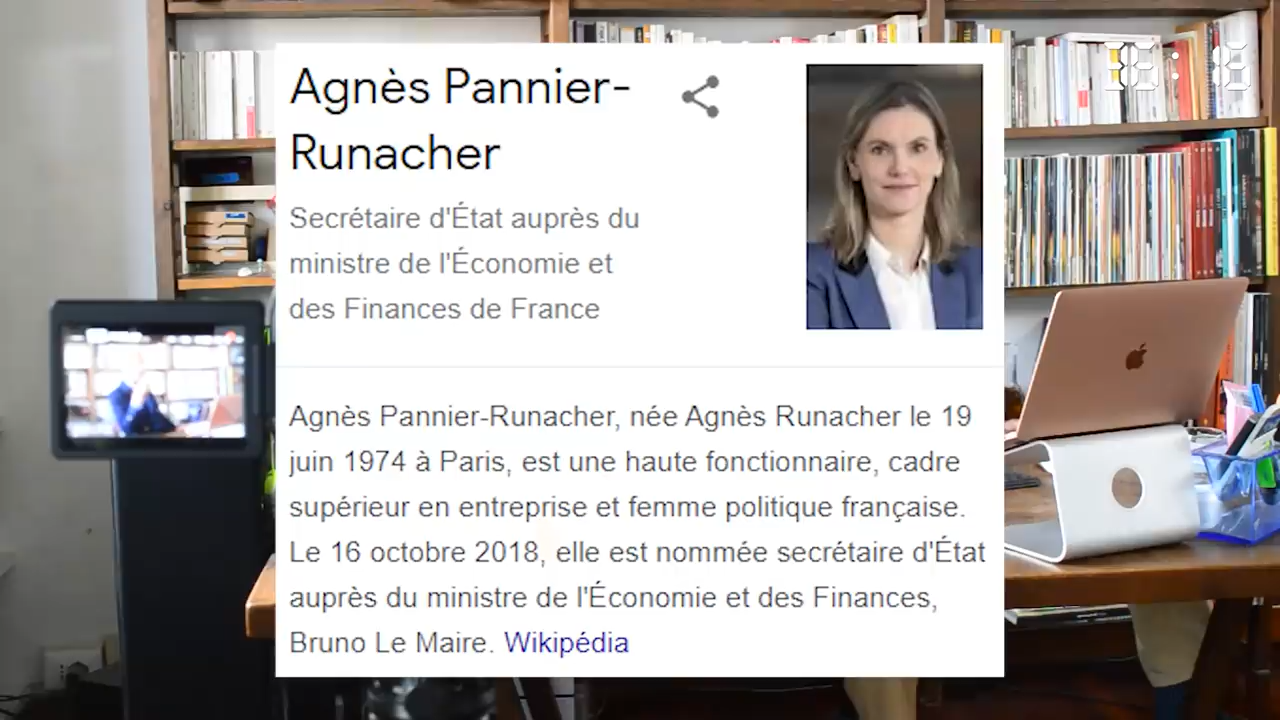 Agnès Pannier-
Runacher
Secrétaire d'État auprès du
ministre de l'Économie et
des Finances de France
Agnès Pannier-Runacher, née Agnès Runacher le 19
juin 1974 à Paris, est une haute fonctionnaire, cadre
supérieur en entreprise et femme politique française.
Le 16 octobre 2018, elle est nommée secrétaire d'État
auprès du ministre de l'Économie et des Finances,
Bruno Le Maire. Wikipédia